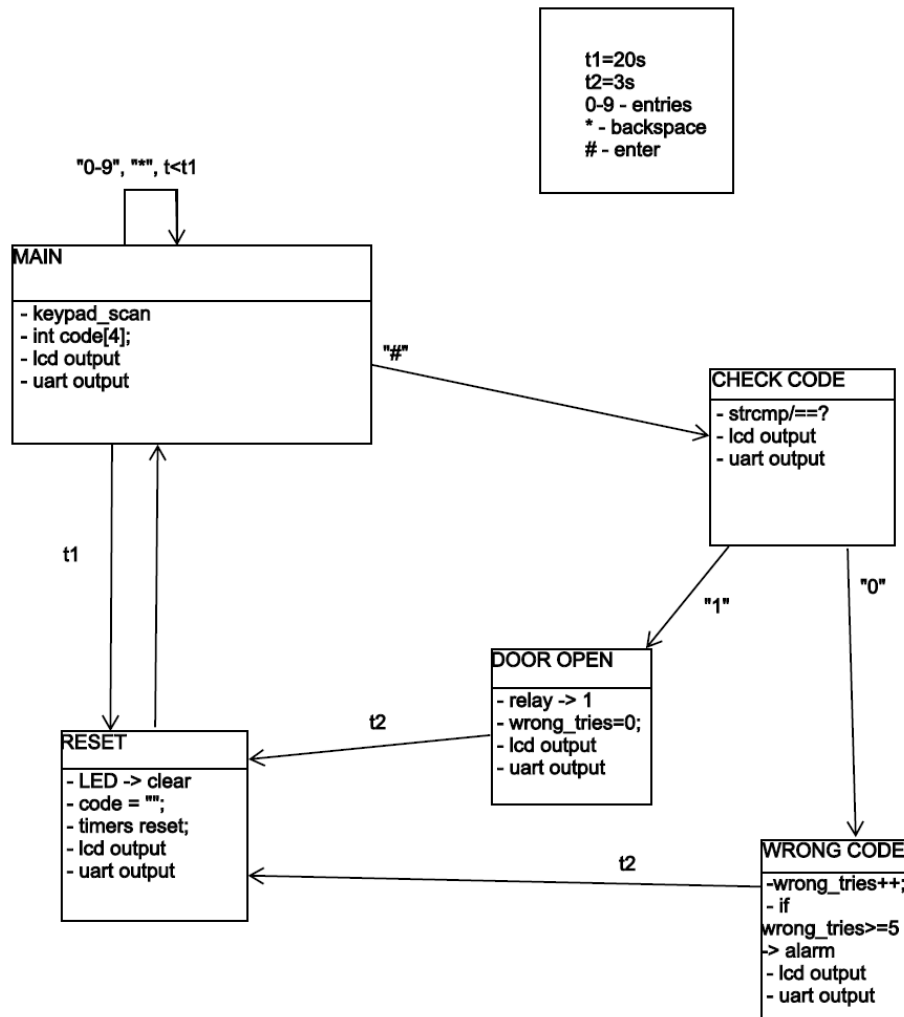 t1=20s
t2=3s
0-9 - entries
* - backspace
# - enter
"0-9", "*", t<t1
MAIN
- keypad_scan
- int code[4];
- lcd output
- uart output
"#"
CHECK CODE
- strcmp/==?
- lcd output
- uart output
t1
"1"
"0"
DOOR OPEN
- relay -> 1
- wrong_tries=0;
- lcd output
- uart output
t2
RESET
- LED -> clear
- code = "";
- timers reset;
- lcd output
- uart output
t2
WRONG CODE
-wrong_tries++;
- if
wrong_tries>=5
-> alarm
- lcd output
- uart output